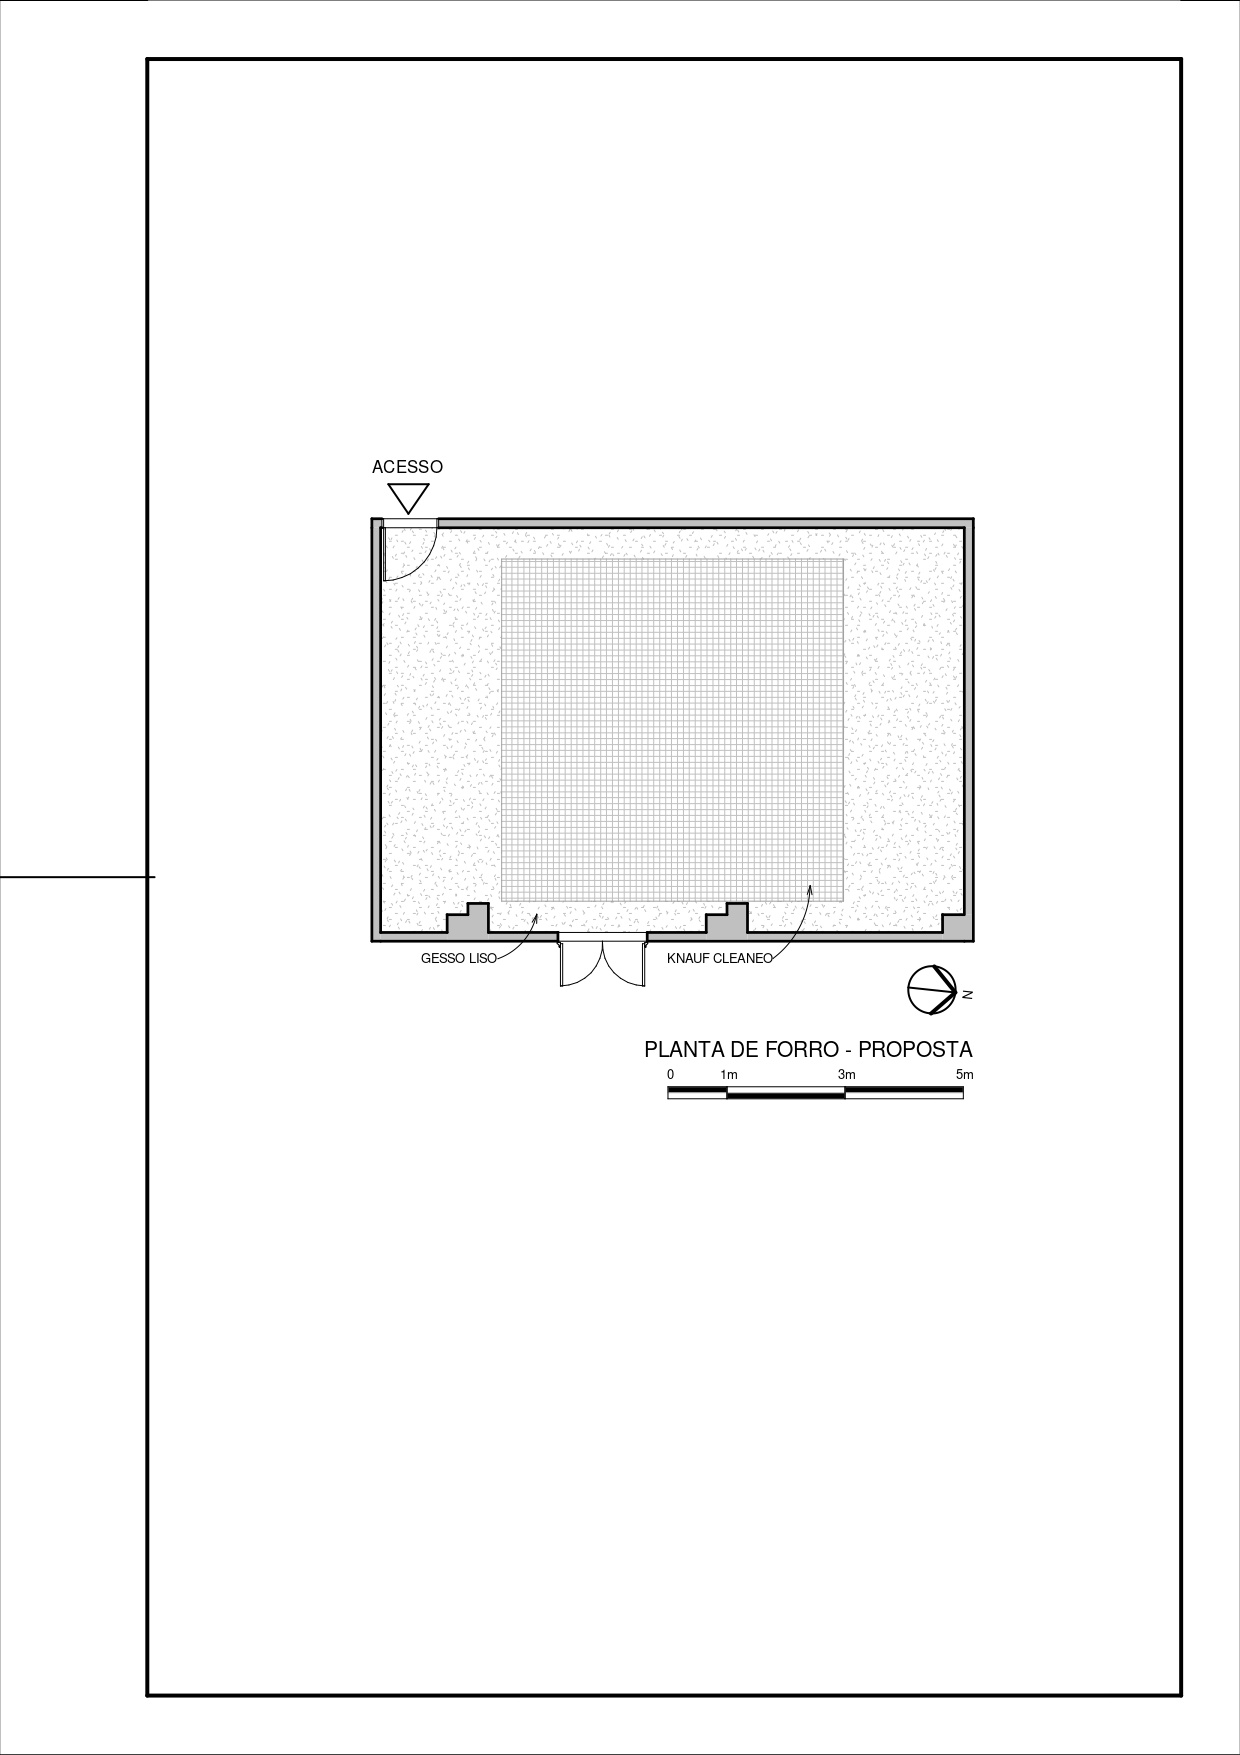 ACESSO
GESSO LISO
KNAUF CLEANEO
N
PLANTA DE FORRO - PROPOSTA
0 1m 3m 5m